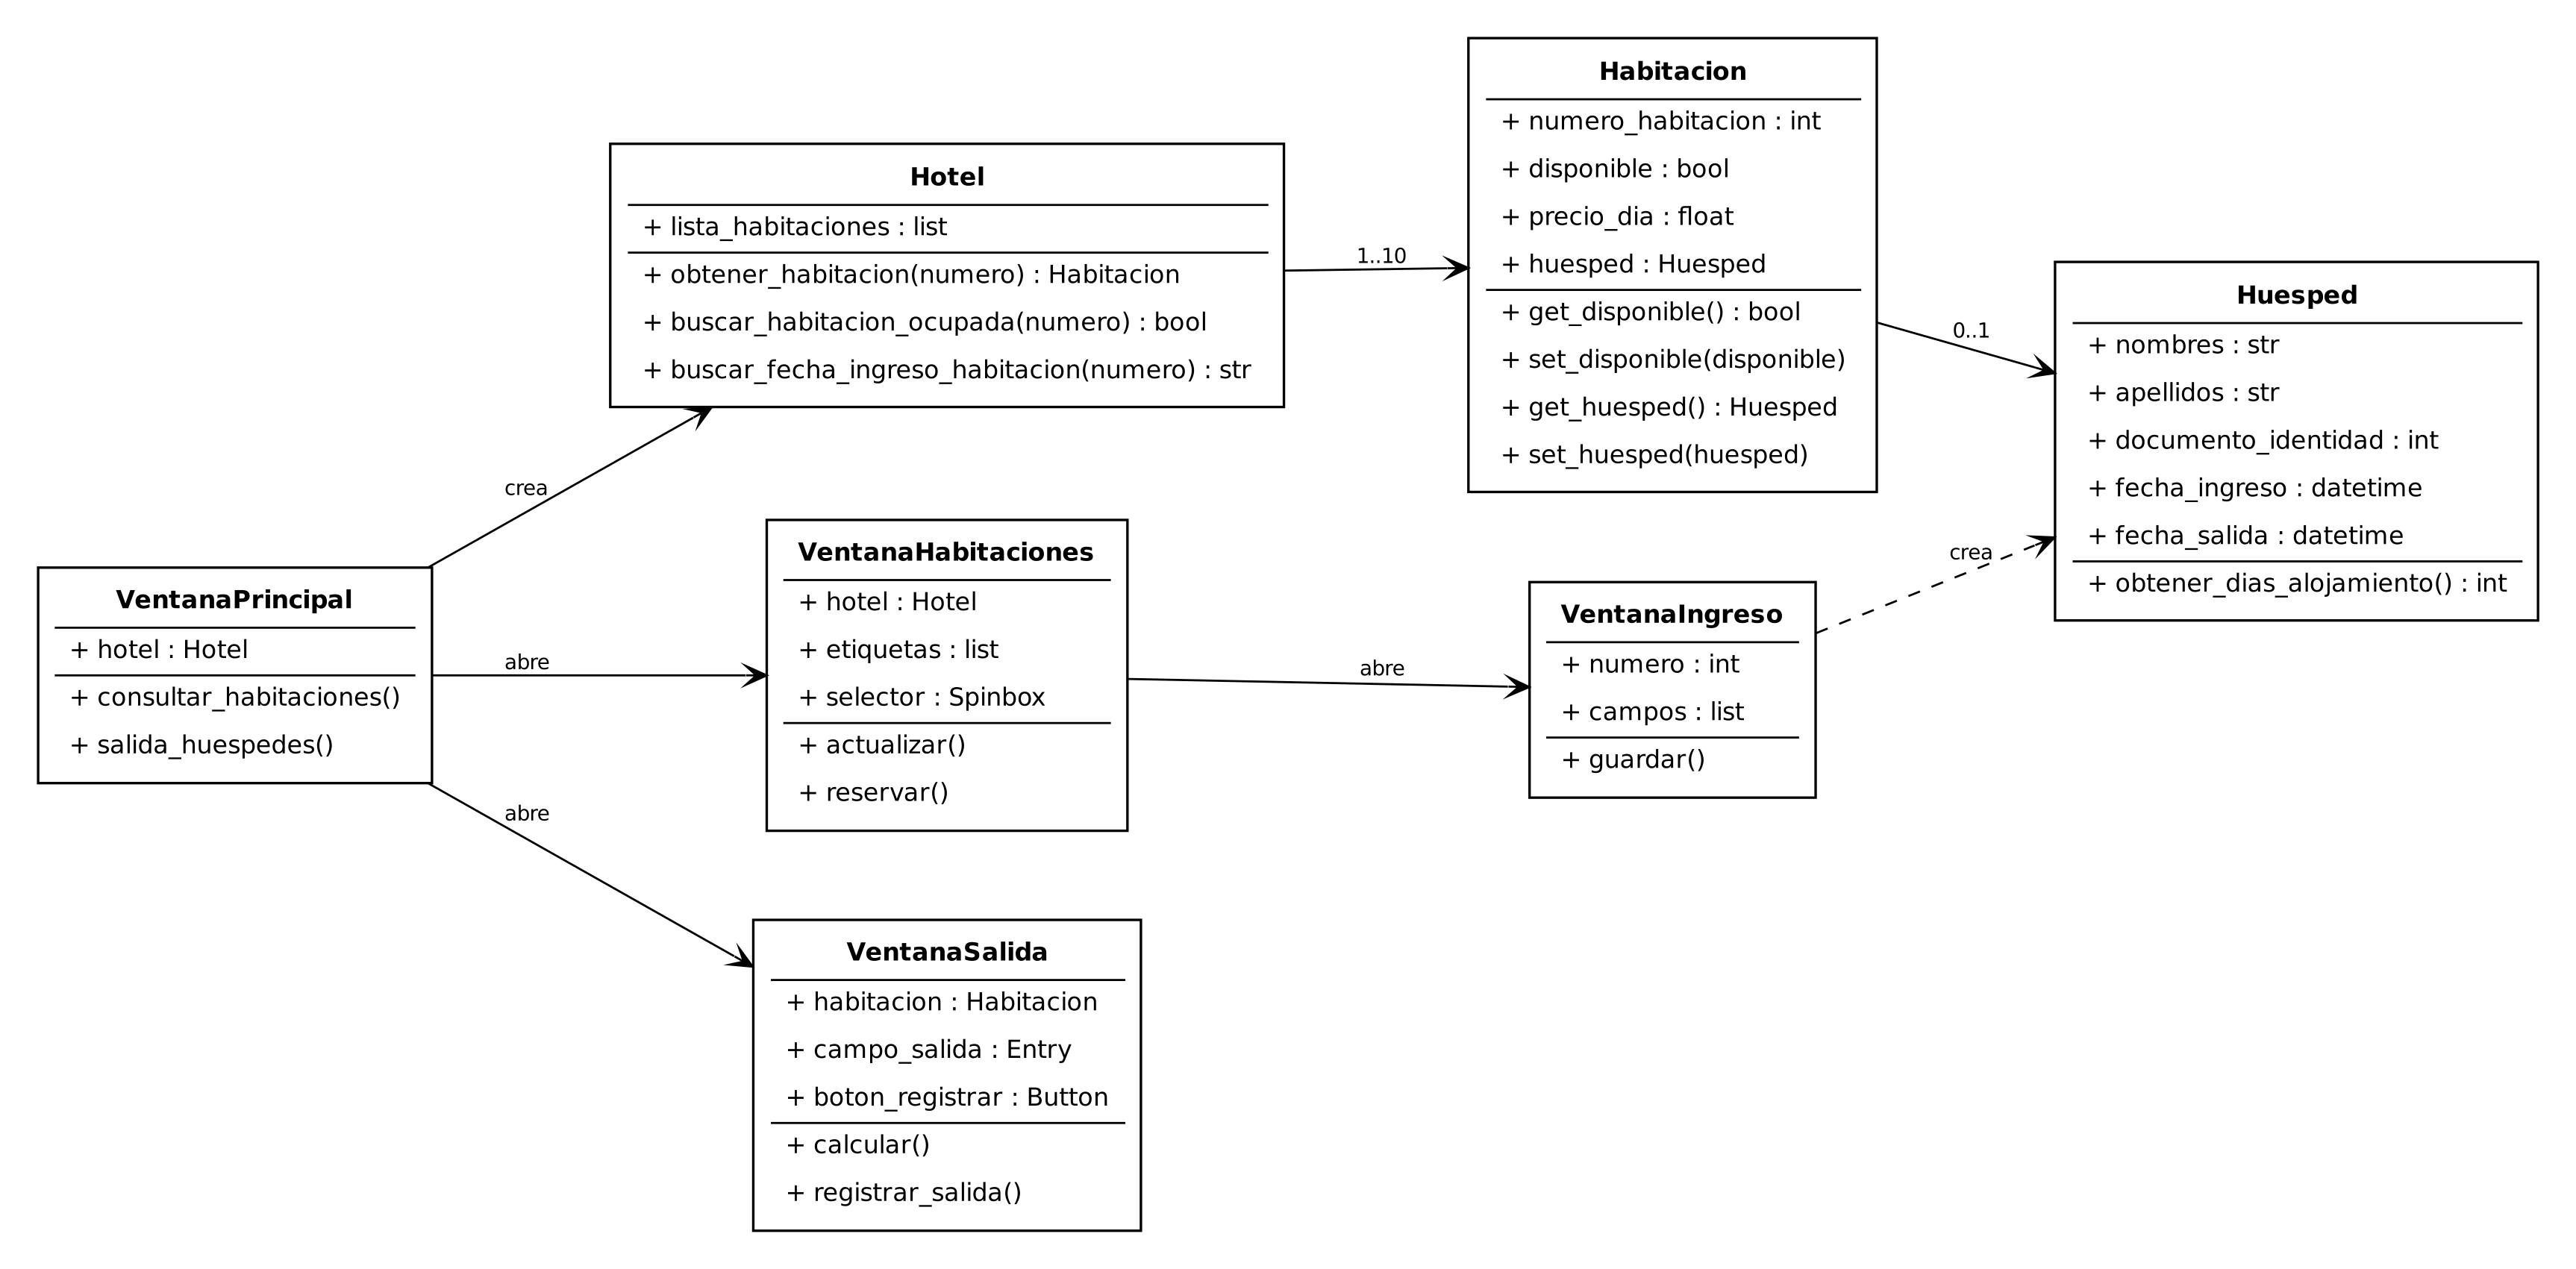 Habitacion
+ numero_habitacion : int
+ disponible : bool
+ precio_dia : float
+ huesped : Huesped
+ get_disponible() : bool
+ set_disponible(disponible)
+ get_huesped() : Huesped
+ set_huesped(huesped)
Hotel
+ lista_habitaciones : list
+ obtener_habitacion(numero) : Habitacion
+ buscar_habitacion_ocupada(numero) : bool
+ buscar_fecha_ingreso_habitacion(numero) : str
1..10
0..1
Huesped
+ nombres : str
+ apellidos : str
+ documento_identidad : int
+ fecha_ingreso : datetime
+ fecha_salida : datetime
+ obtener_dias_alojamiento() : int
crea
crea
VentanaPrincipal
+ hotel : Hotel
+ consultar_habitaciones()
+ salida_huespedes()
abre
VentanaHabitaciones
+ hotel : Hotel
+ etiquetas : list
+ selector : Spinbox
+ actualizar()
+ reservar()
abre
VentanaIngreso
+ numero : int
+ campos : list
+ guardar()
abre
VentanaSalida
+ habitacion : Habitacion
+ campo_salida : Entry
+ boton_registrar : Button
+ calcular()
+ registrar_salida()